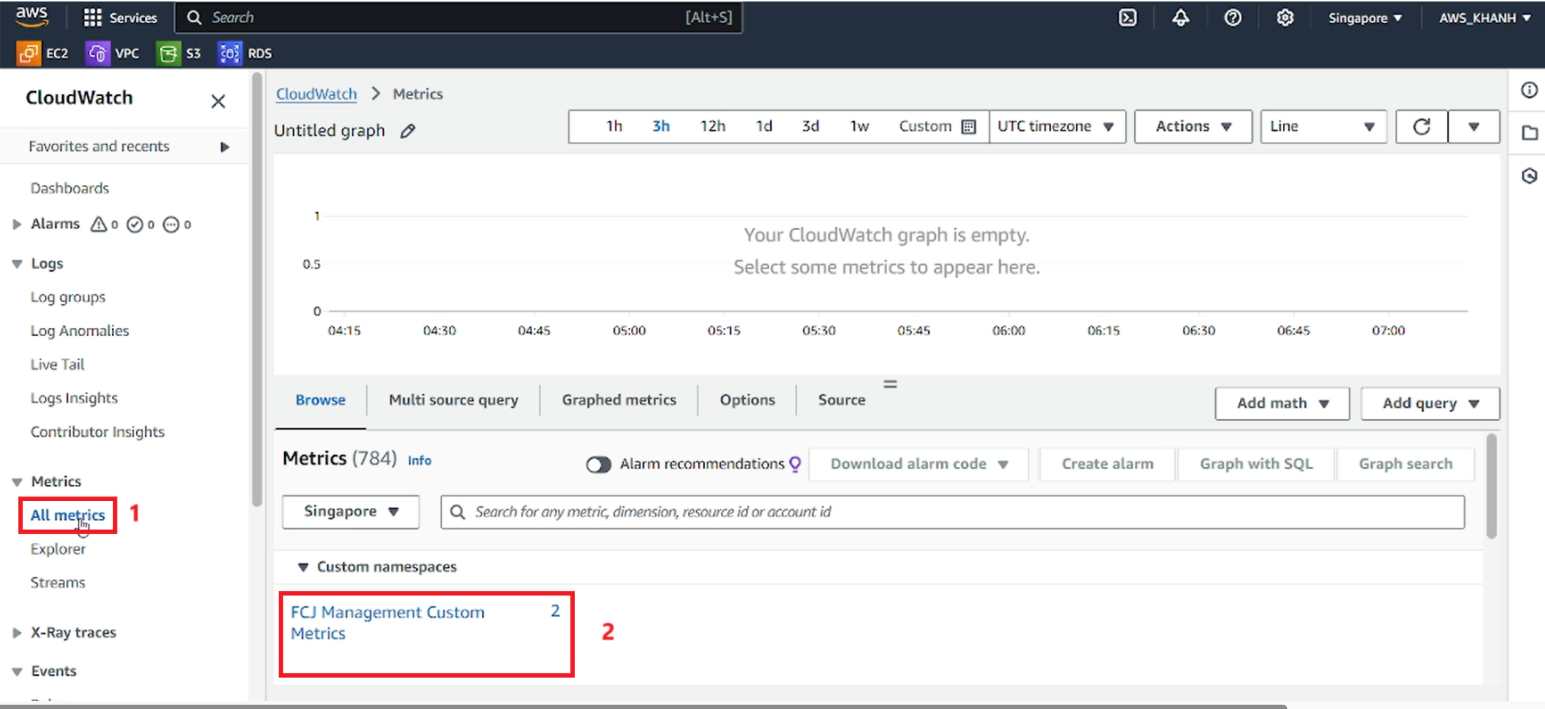 aws
Services
Search
[Alt+S]
Singapore
AWS_KHANH
EC2
VPC
S3
RDS
CloudWatch
Favorites and recents
Dashboards
Alarms 0 0 0
Logs
Log groups
Log Anomalies
Live Tail
Logs Insights
Contributor Insights
Metrics
All metrics
1
Explorer
Streams
X-Ray traces
Events
CloudWatch > Metrics
Untitled graph
1h 3h 12h 1d 3d 1w Custom
UTC timezone
Actions
Line
1
0.5
0
Your CloudWatch graph is empty.
Select some metrics to appear here.
04:15 04:30 04:45 05:00 05:15 05:30 05:45 06:00 06:15 06:30 06:45 07:00
Browse
Multi source query
Graphed metrics
Options
Source
Add math
Add query
Metrics (784) Info
Alarm recommendations
Download alarm code
Create alarm
Graph with SQL
Graph search
Singapore
Search for any metric, dimension, resource id or account id
Custom namespaces
FCJ Management Custom 2
Metrics
2